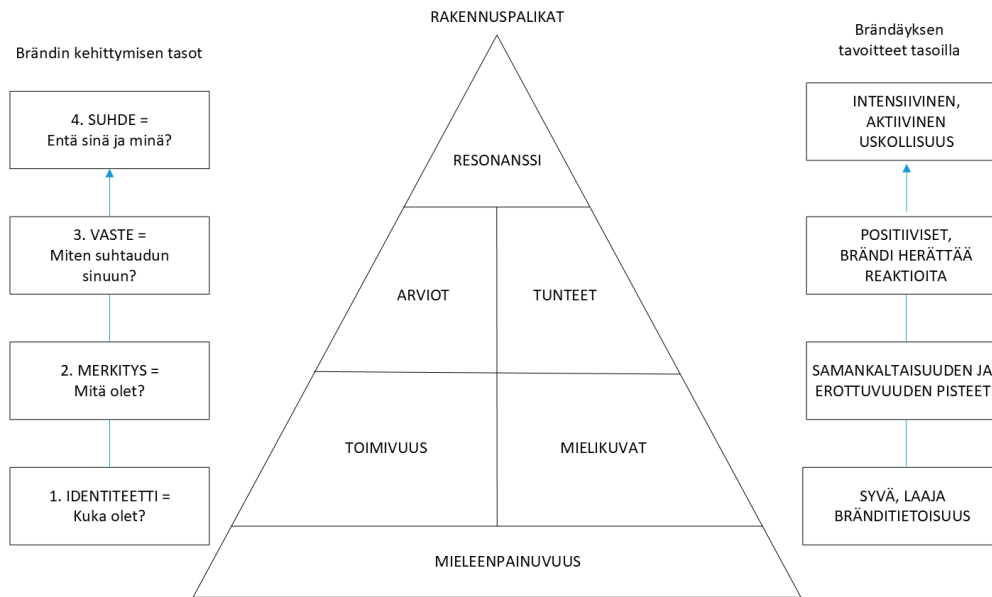 RAKENNUSPALIKAT
Brändin kehittymisen tasot
Brändäyksen
tavoitteet tasoilla
4. SUHDE =
Entä sinä ja minä?
RESONANSSI
INTENSIIVINEN,
AKTIIVINEN
USKOLLISUUS
3. VASTE =
Miten suhtaudun
sinuun?
ARVIOT
TUNTEET
POSITIIVISET,
BRÄNDI HERÄTTÄÄ
REAKTIOITA
2. MERKITYS =
Mitä olet?
TOIMIVUUS
MIELIKUVAT
SAMANKALTAISUUDEN JA
EROTTUVUUDEN PISTEET
1. IDENTITEETTI =
Kuka olet?
MIELEENPAINUVUUS
SYVÄ, LAAJA
BRÄNDITIETOISUUS